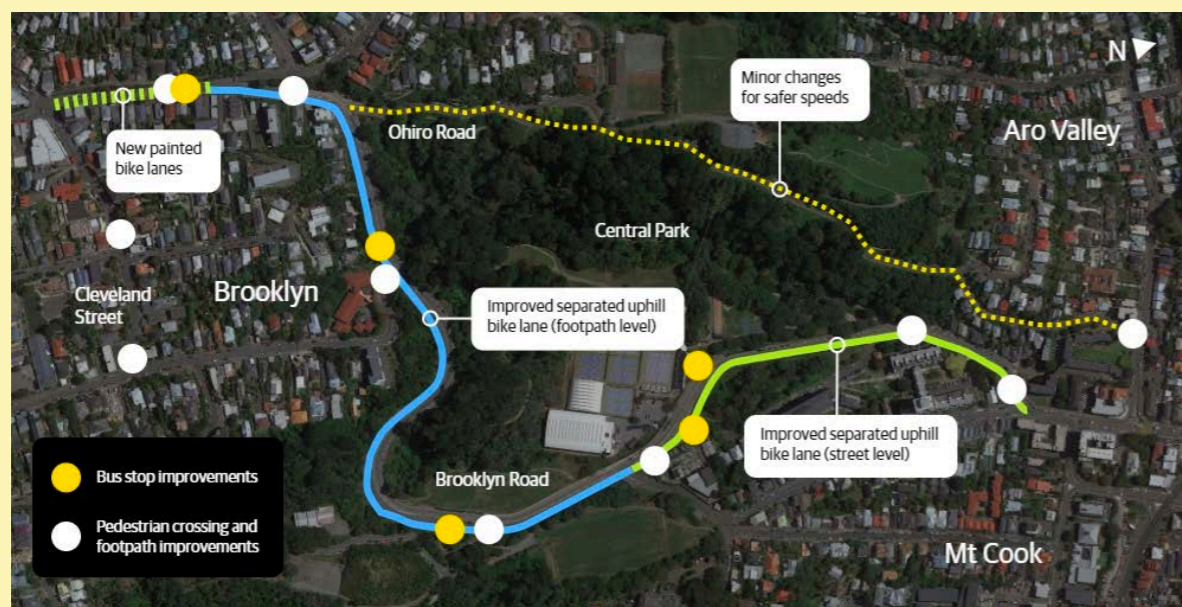 N
Minor changes
for safer speeds
Aro Valley
Ohiro Road
New painted
bike lanes
Central Park
Cleveland
Street
Brooklyn
Improved separated uphill
bike lane (footpath level)
Improved separated uphill
bike lane (street level)
Brooklyn Road
Mt Cook
Bus stop improvements
Pedestrian crossing and
footpath improvements